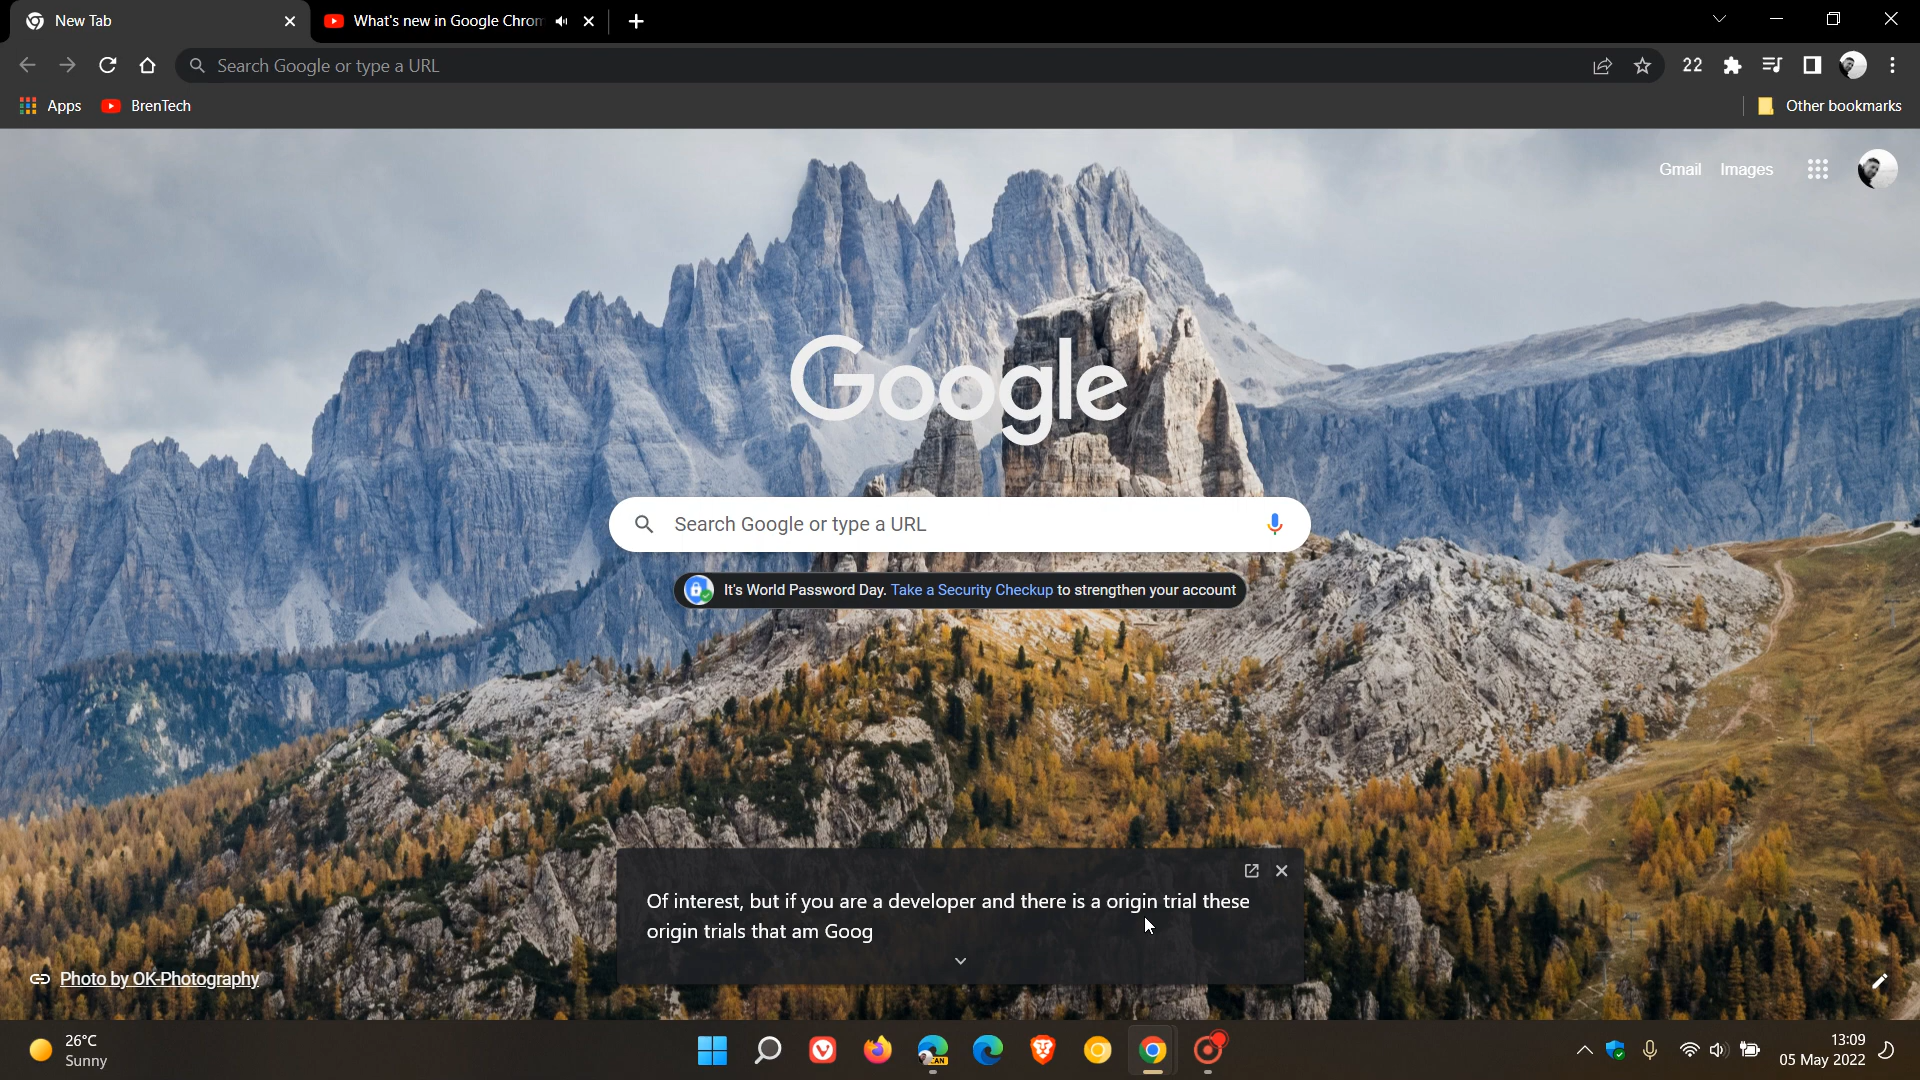 New Tab
What's new in Google Chrom
Search Google or type a URL
22
Apps
BrenTech
Other bookmarks
Gmail
Images
Google
Search Google or type a URL
It's World Password Day. Take a Security Checkup to strengthen your account
Of interest, but if you are a developer and there is a origin trial these
origin trials that am Goog
Photo by OK-Photography
26°C
Sunny
CAN
13:09
05 May 2022